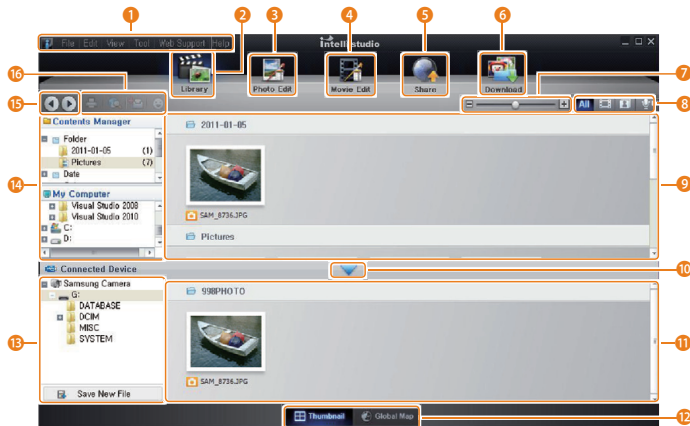 1 2 3 4 5 6
File | Edit | View | Tool | Web Support | Help
Intelli-studio
Library
Photo Edit
Movie Edit
Share
Download
16
7
15
All
8
Contents Manager
Folder
2011-01-05 (1)
Pictures (7)
Date
14
My Computer
Visual Studio 2008
Visual Studio 2010
C:
D:
2011-01-05
SAM_8736.JPG
Pictures
9
Connected Device
10
Samsung Camera
G:
DATABASE
DCIM
MISC
SYSTEM
13
Save New File
998PHOTO
SAM_8736.JPG
11
Thumbnail
Global Map
12